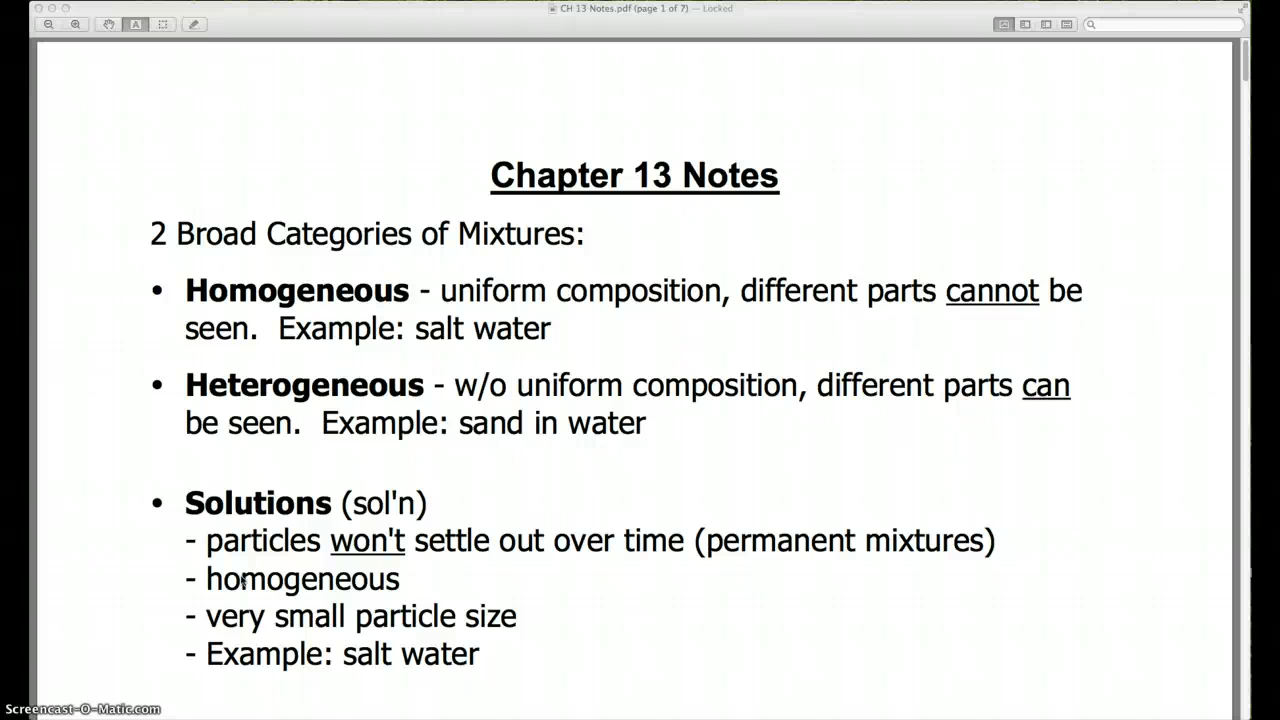 CH 13 Notes.pdf (page 1 of 7) — Locked
Chapter 13 Notes
2 Broad Categories of Mixtures:
• Homogeneous - uniform composition, different parts cannot be
seen.  Example: salt water
• Heterogeneous - w/o uniform composition, different parts can
be seen.  Example: sand in water
• Solutions (sol'n)
- particles won't settle out over time (permanent mixtures)
- homogeneous
- very small particle size
- Example: salt water
Screencast-O-Matic.com